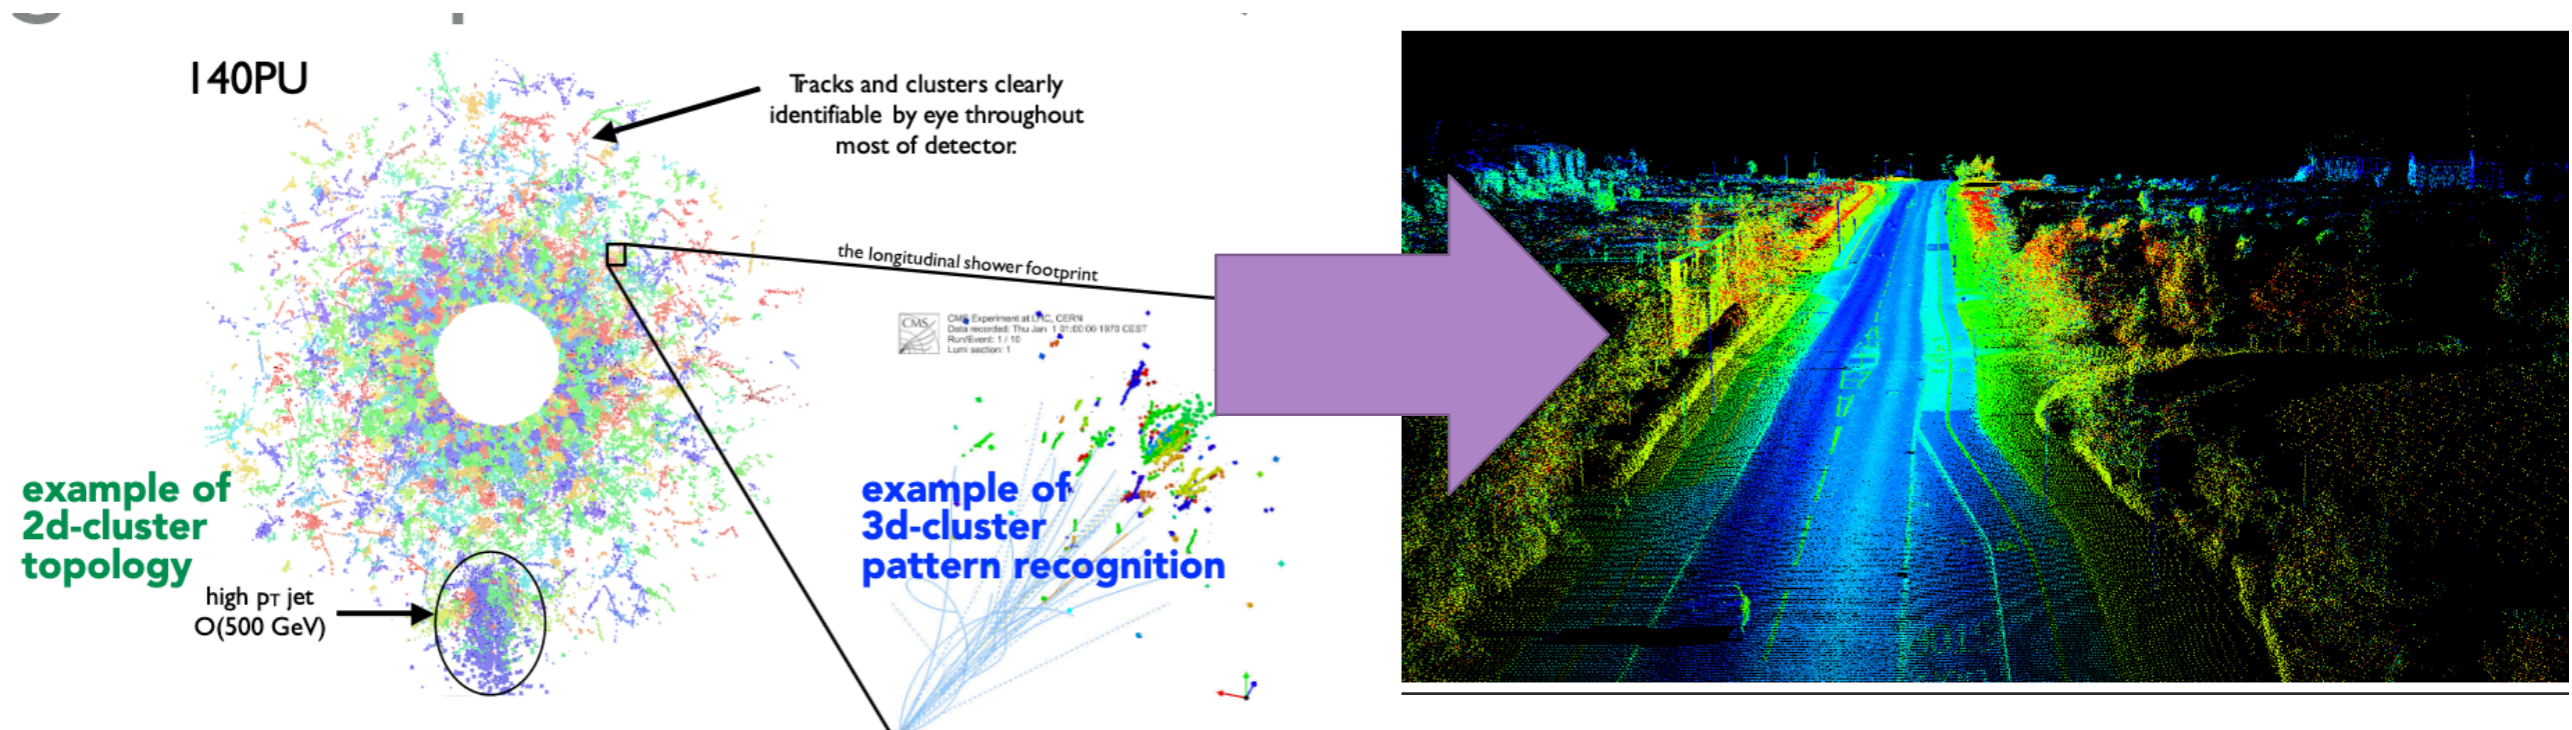 140PU
Tracks and clusters clearly
identifiable by eye throughout
most of detector.
the longitudinal shower footprint
CMS
CMS Experiment at LHC, CERN
Data recorded: Thu Jan 1 01:00:00 1970 CEST
Run/Event: 1 / 10
Lumi section: 1
example of
2d-cluster
topology
example of
3d-cluster
pattern recognition
high pT jet
O(500 GeV)